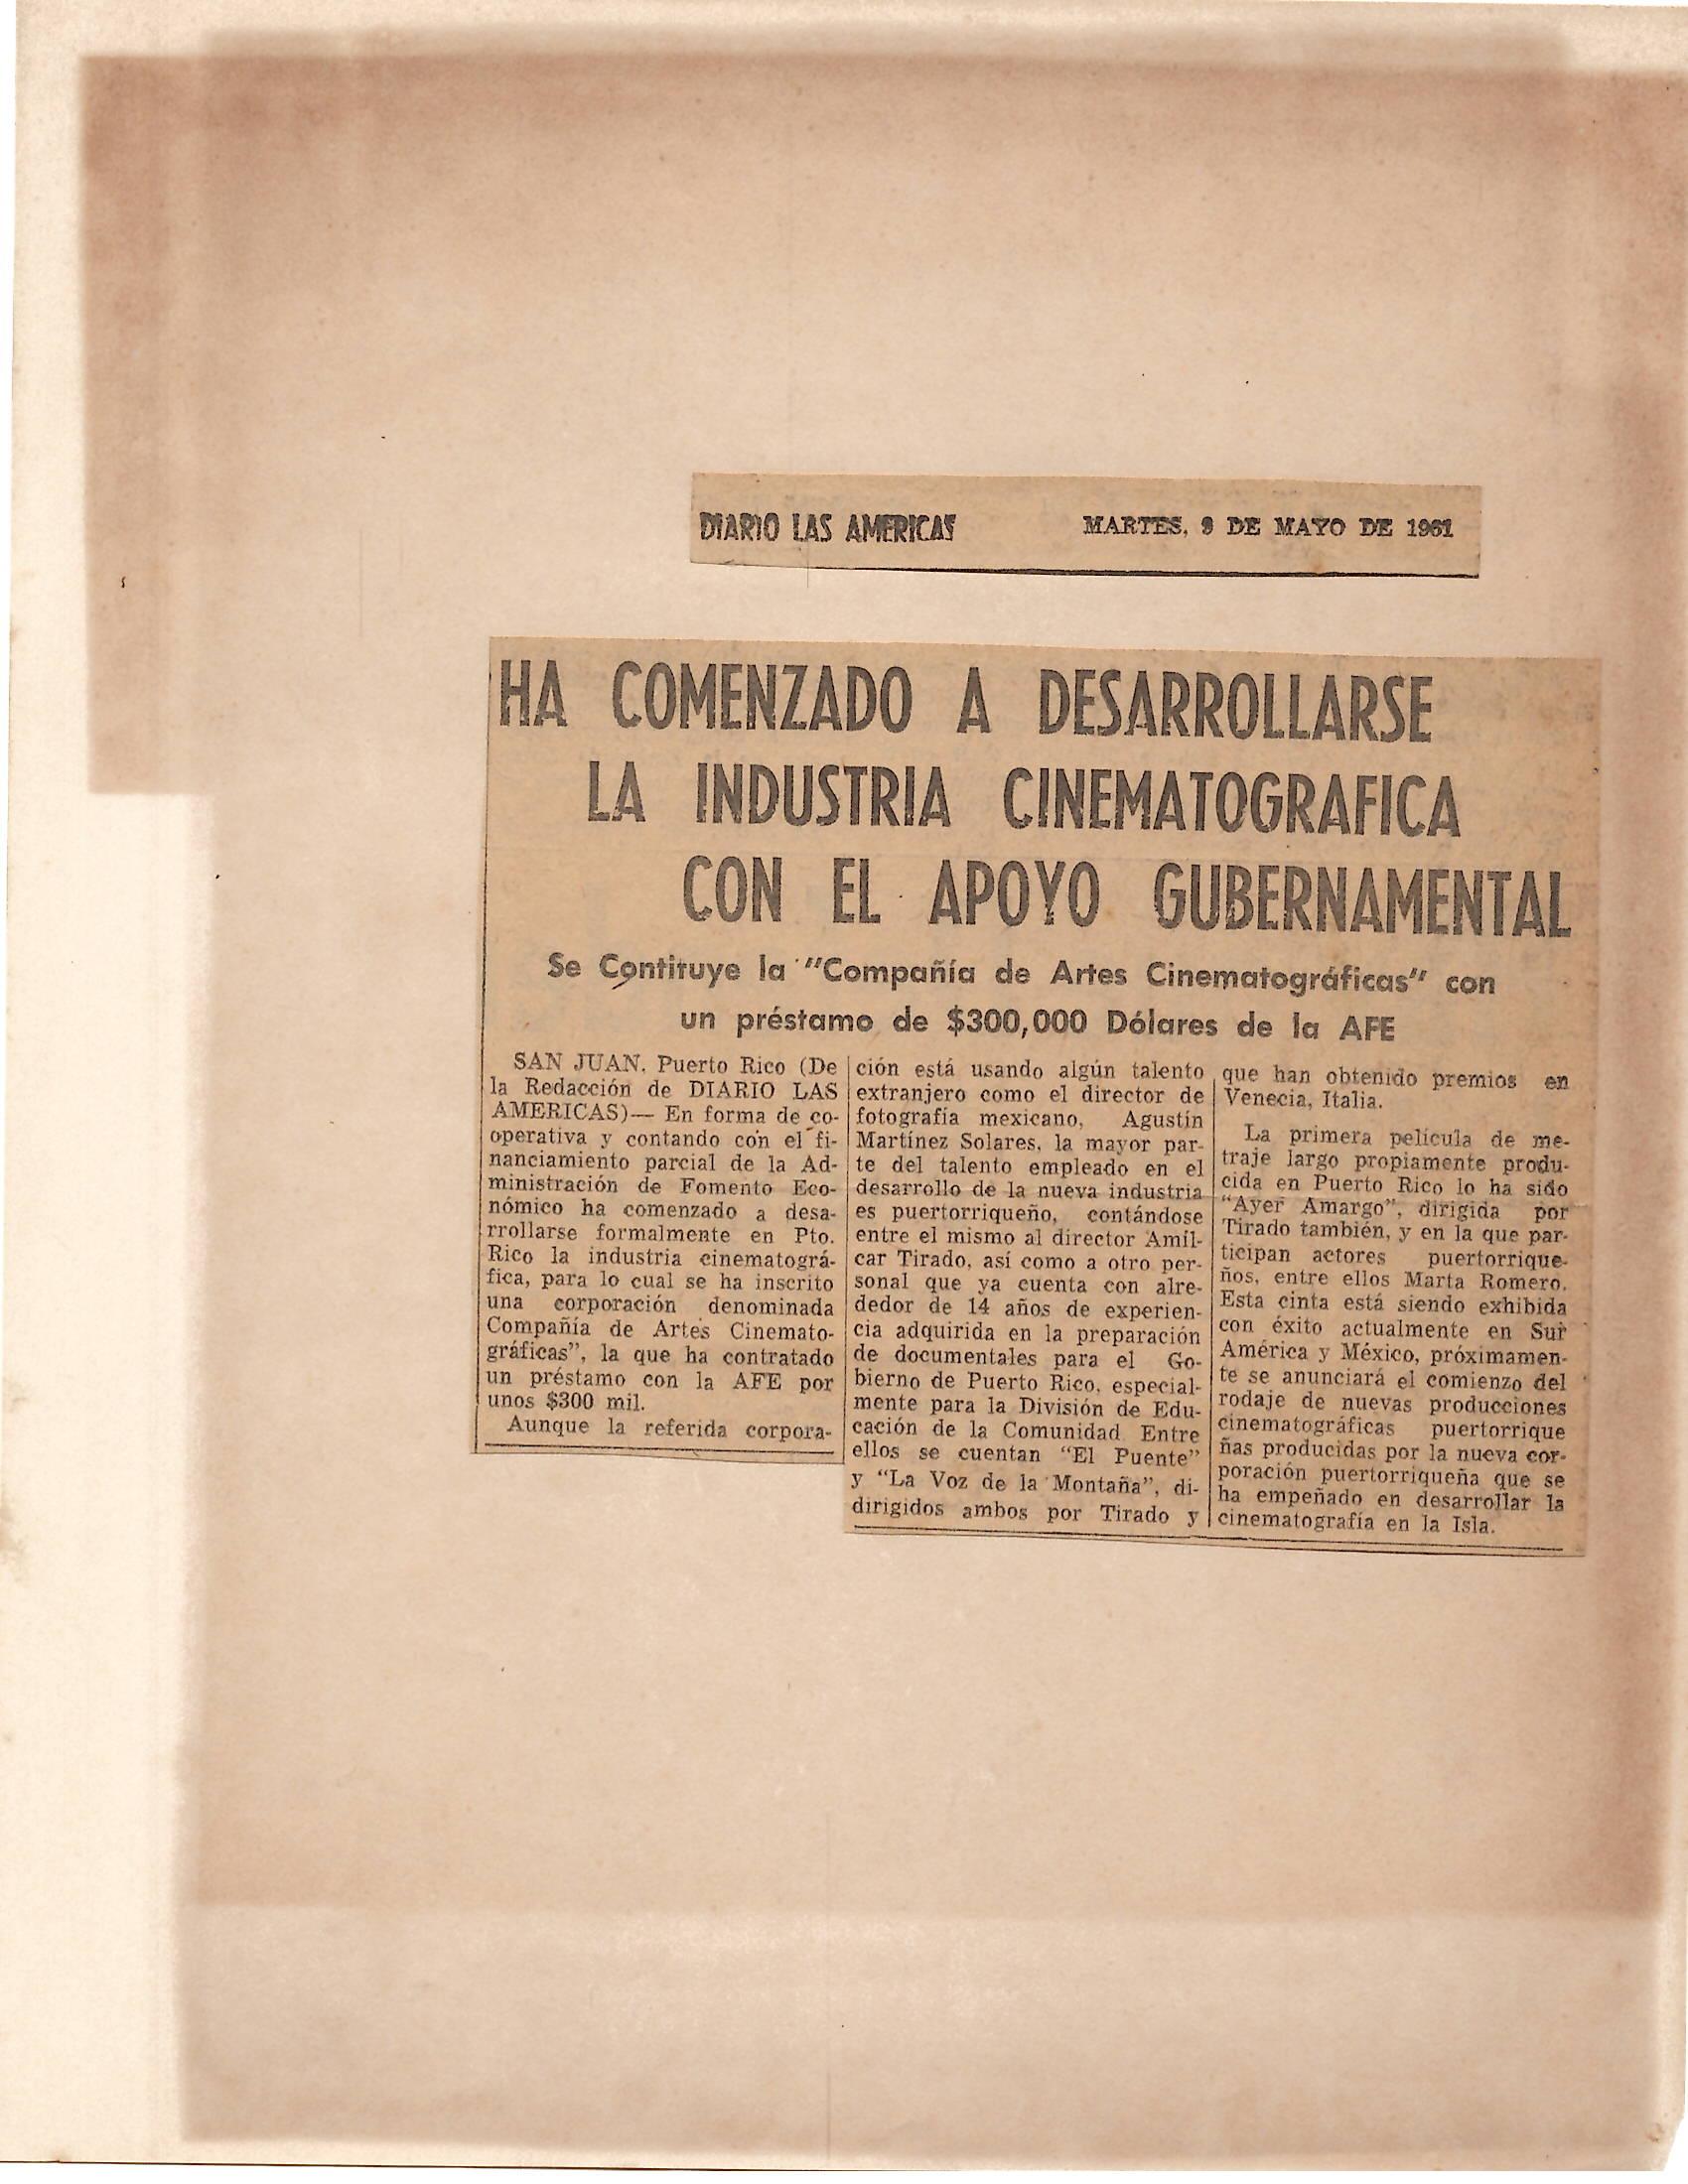 DIARIO LAS AMERICAS MARTES, 9 DE MAYO DE 1961
HA COMENZADO A DESARROLLARSE
LA INDUSTRIA CINEMATOGRAFICA
CON EL APOYO GUBERNAMENTAL
Se Contituye la "Compañía de Artes Cinematográficas" con
un préstamo de $300,000 Dólares de la AFE
SAN JUAN, Puerto Rico (De
la Redacción de DIARIO LAS
AMERICAS)— En forma de co-
operativa y contando con el fi-
nanciamiento parcial de la Ad-
ministración de Fomento Eco-
nómico ha comenzado a desa-
rrollarse formalmente en Pto.
Rico la industria cinematográ-
fica, para lo cual se ha inscrito
una corporación denominada
Compañía de Artes Cinemato-
gráficas", la que ha contratado
un préstamo con la AFE por
unos $300 mil.
Aunque la referida corpora-
ción está usando algún talento
extranjero como el director de
fotografía mexicano, Agustín
Martínez Solares, la mayor par-
te del talento empleado en el
desarrollo de la nueva industria
es puertorriqueño, contándose
entre el mismo al director Amíl-
car Tirado, así como a otro per-
sonal que ya cuenta con alre-
dedor de 14 años de experien-
cia adquirida en la preparación
de documentales para el Go-
bierno de Puerto Rico, especial-
mente para la División de Edu-
cación de la Comunidad. Entre
ellos se cuentan "El Puente"
y "La Voz de la Montaña", di-
dirigidos ambos por Tirado y
que han obtenido premios en
Venecia, Italia.
La primera película de me-
traje largo propiamente produ-
cida en Puerto Rico lo ha sido
"Ayer Amargo", dirigida por
Tirado también, y en la que par-
ticipan actores puertorrique-
ños, entre ellos Marta Romero.
Esta cinta está siendo exhibida
con éxito actualmente en Sur
América y México, próximamen-
te se anunciará el comienzo del
rodaje de nuevas producciones
cinematográficas puertorrique
ñas producidas por la nueva cor-
poración puertorriqueña que se
ha empeñado en desarrollar la
cinematografía en la Isla.